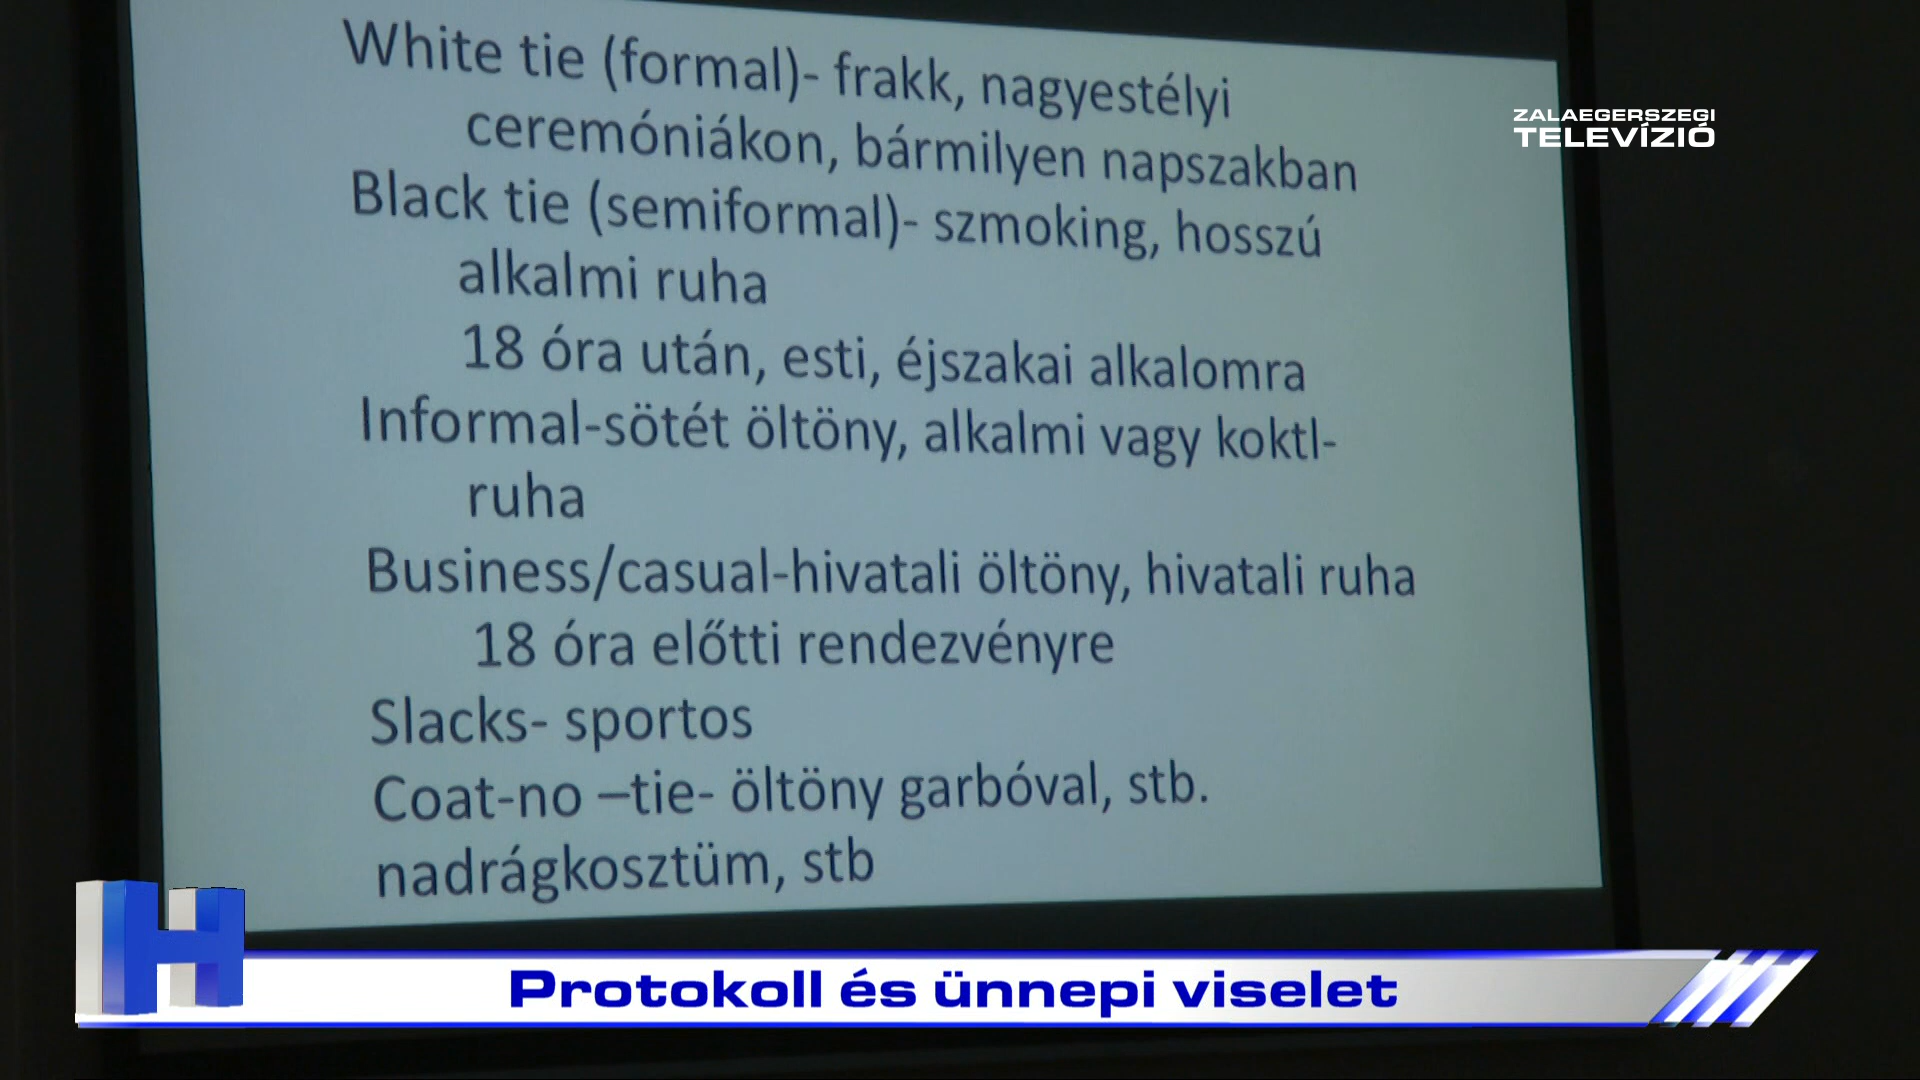 White tie (formal)- frakk, nagyestélyi
ceremóniákon, bármilyen napszakban
Black tie (semiformal)- szmoking, hosszú
alkalmi ruha
18 óra után, esti, éjszakai alkalomra
Informal-sötét öltöny, alkalmi vagy koktl-
ruha
Business/casual-hivatali öltöny, hivatali ruha
18 óra előtti rendezvényre
Slacks- sportos
Coat-no –tie- öltöny garbóval, stb.
nadrágkosztüm, stb
ZALAEGERSZEGI
TELEVÍZIÓ
H
Protokoll és ünnepi viselet